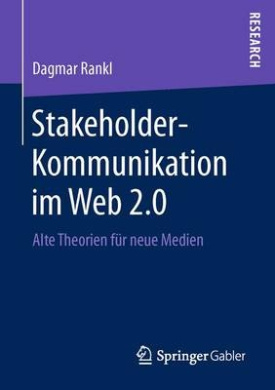 RESEARCH
Dagmar Rankl
Stakeholder-
Kommunikation
im Web 2.0
Alte Theorien für neue Medien
Springer Gabler